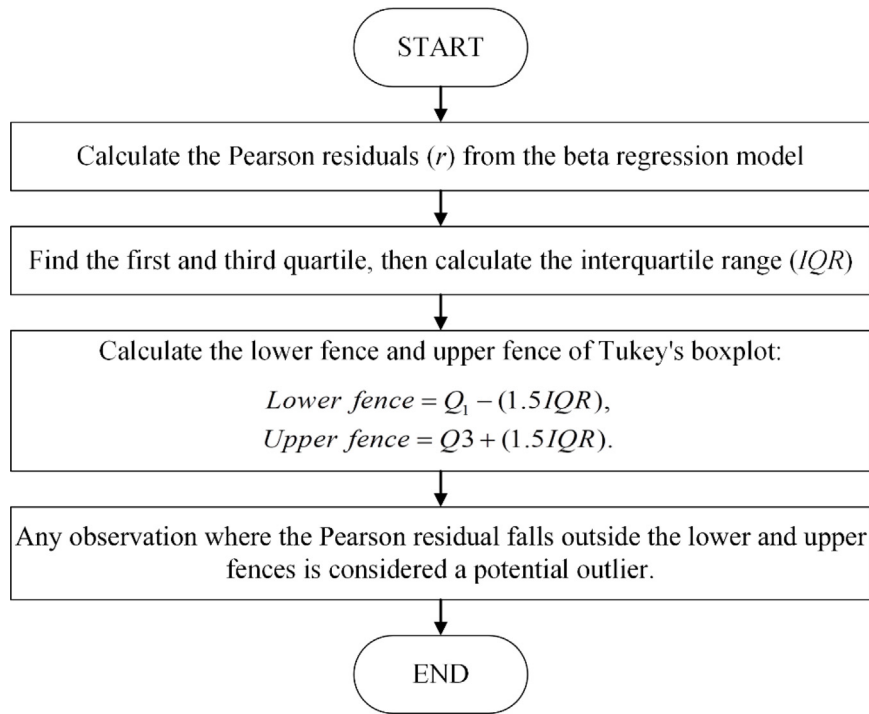 START
Calculate the Pearson residuals (r) from the beta regression model
Find the first and third quartile, then calculate the interquartile range (IQR)
Calculate the lower fence and upper fence of Tukey's boxplot:
Lower fence = Q₁ − (1.5IQR),
Upper fence = Q3 + (1.5IQR).
Any observation where the Pearson residual falls outside the lower and upper
fences is considered a potential outlier.
END